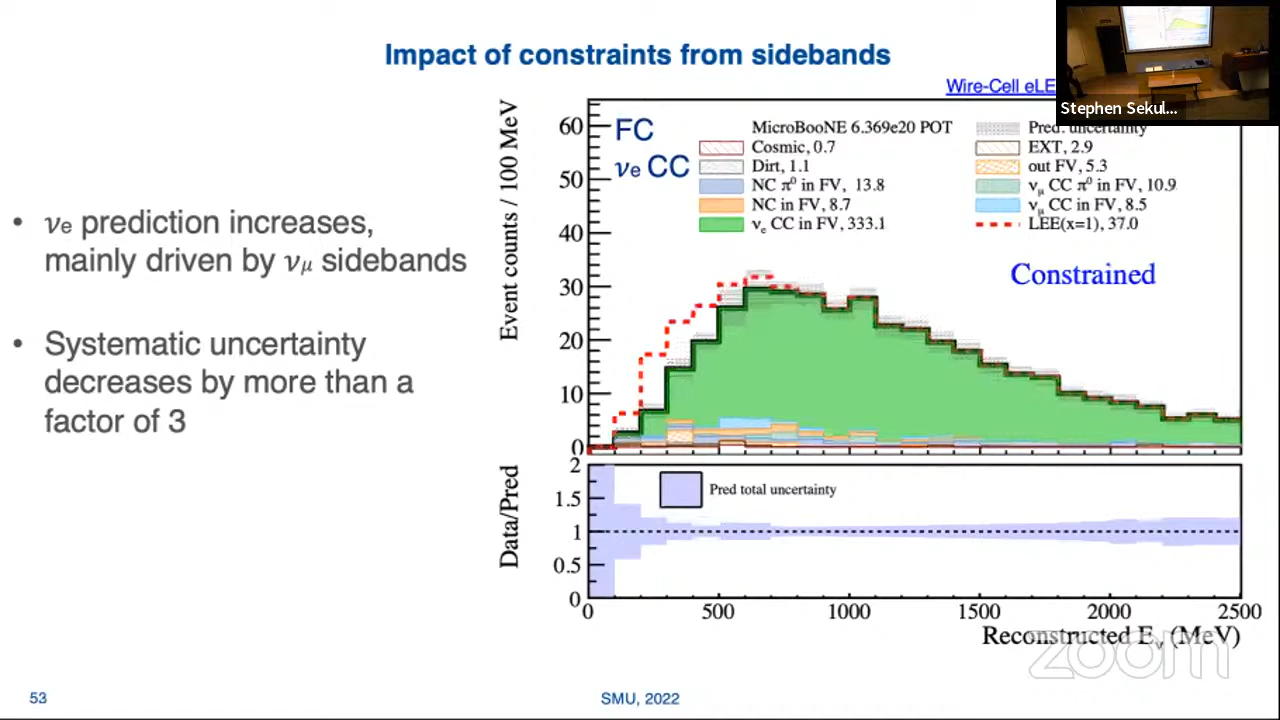 Impact of constraints from sidebands
Wire-Cell eLE
Stephen Sekul...
• νe prediction increases,
mainly driven by νμ sidebands
• Systematic uncertainty
decreases by more than a
factor of 3
Event counts / 100 MeV
60
50
40
30
20
10
0
FC
νe CC
MicroBooNE 6.369e20 POT
Pred. uncertainty
Cosmic, 0.7
EXT, 2.9
Dirt, 1.1
out FV, 5.3
NC π⁰ in FV, 13.8
νμ CC π⁰ in FV, 10.9
NC in FV, 8.7
νμ CC in FV, 8.5
νe CC in FV, 333.1
LEE(x=1), 37.0
Constrained
Data/Pred
2
1.5
1
0.5
0
Pred total uncertainty
0 500 1000 1500 2000 2500
Reconstructed Eν (MeV)
zoom
53
SMU, 2022